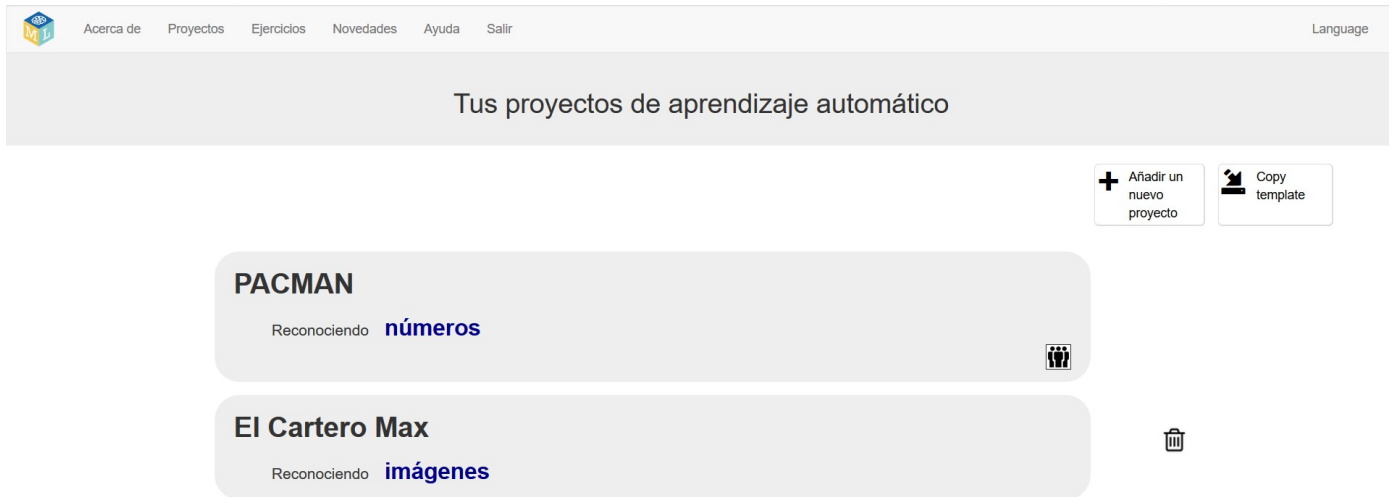 ML
Acerca de Proyectos Ejercicios Novedades Ayuda Salir Language
Tus proyectos de aprendizaje automático
Añadir un
nuevo
proyecto
Copy
template
PACMAN
Reconociendo números
El Cartero Max
Reconociendo imágenes